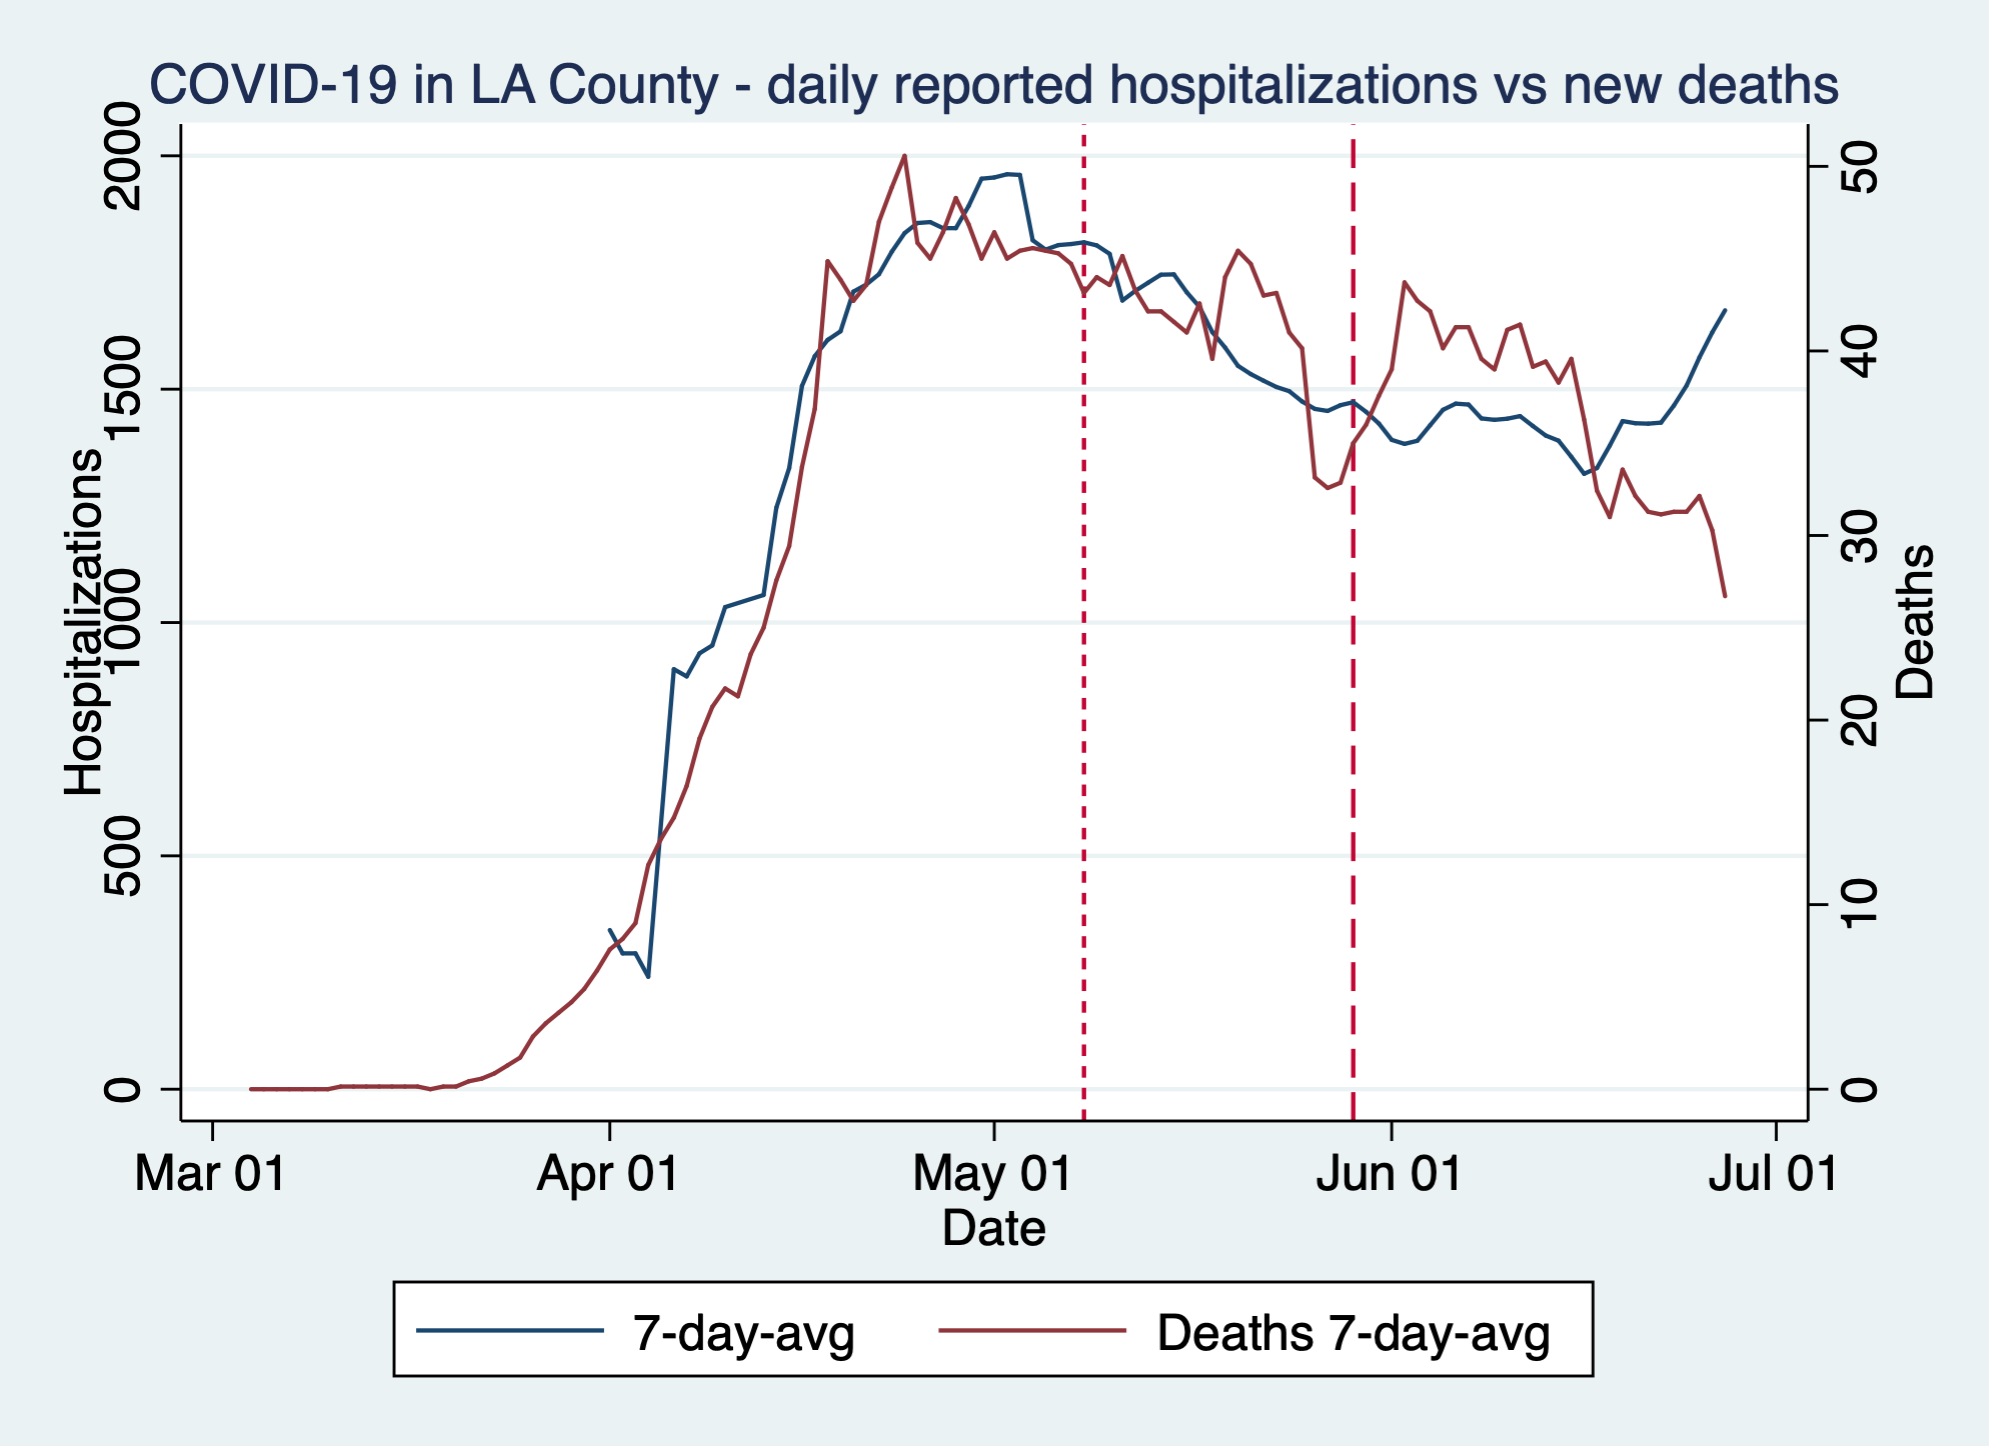 COVID-19 in LA County - daily reported hospitalizations vs new deaths
Hospitalizations
2000
1500
1000
500
0
50
40
30
20
10
0
Deaths
Mar 01 Apr 01 May 01 Jun 01 Jul 01
Date
7-day-avg Deaths 7-day-avg